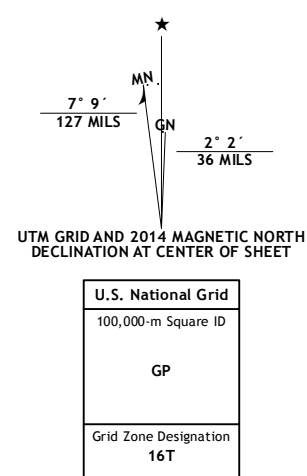 ★
MN
7° 9´
127 MILS
GN
2° 2´
36 MILS
UTM GRID AND 2014 MAGNETIC NORTH
DECLINATION AT CENTER OF SHEET
U.S. National Grid
100,000-m Square ID
GP
Grid Zone Designation
16T